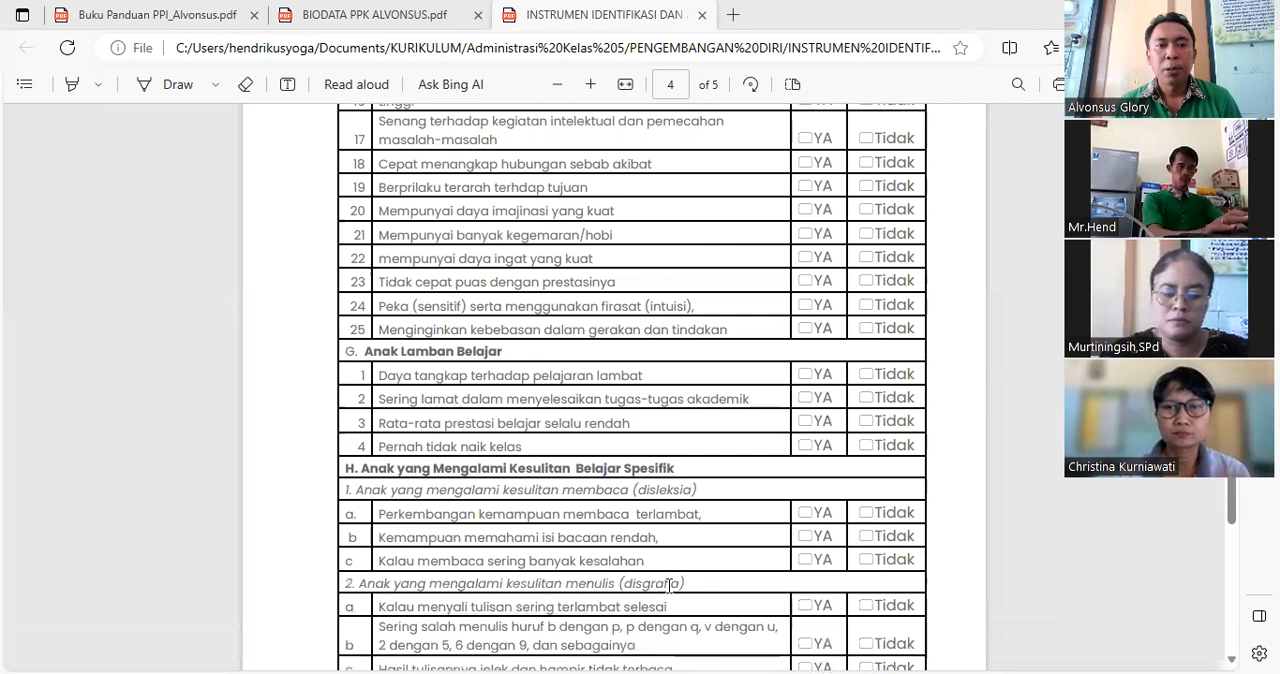 Buku Panduan PPI_Alvonsus.pdf
BIODATA PPK ALVONSUS.pdf
INSTRUMEN IDENTIFIKASI DAN
File
C:/Users/hendrikusyoga/Documents/KURIKULUM/Administrasi%20Kelas%205/PENGEMBANGAN%20DIRI/INSTRUMEN%20IDENTIF...
Draw
Read aloud
Ask Bing AI
4 of 5
tinggi.
17 Senang terhadap kegiatan intelektual dan pemecahan
masalah-masalah YA Tidak
18 Cepat menangkap hubungan sebab akibat YA Tidak
19 Berprilaku terarah terhdap tujuan YA Tidak
20 Mempunyai daya imajinasi yang kuat YA Tidak
21 Mempunyai banyak kegemaran/hobi YA Tidak
22 mempunyai daya ingat yang kuat YA Tidak
23 Tidak cepat puas dengan prestasinya YA Tidak
24 Peka (sensitif) serta menggunakan firasat (intuisi), YA Tidak
25 Menginginkan kebebasan dalam gerakan dan tindakan YA Tidak
G. Anak Lamban Belajar
1 Daya tangkap terhadap pelajaran lambat YA Tidak
2 Sering lamat dalam menyelesaikan tugas-tugas akademik YA Tidak
3 Rata-rata prestasi belajar selalu rendah YA Tidak
4 Pernah tidak naik kelas YA Tidak
H. Anak yang Mengalami Kesulitan Belajar Spesifik
1. Anak yang mengalami kesulitan membaca (disleksia)
a. Perkembangan kemampuan membaca terlambat, YA Tidak
b Kemampuan memahami isi bacaan rendah, YA Tidak
c Kalau membaca sering banyak kesalahan YA Tidak
2. Anak yang mengalami kesulitan menulis (disgrafia)
a Kalau menyali tulisan sering terlambat selesai YA Tidak
b Sering salah menulis huruf b dengan p, p dengan q, v dengan u,
2 dengan 5, 6 dengan 9, dan sebagainya YA Tidak
c Hasil tulisannya jelek dan hampir tidak terbaca YA Tidak
Alvonsus Glory
Mr.Hend
Murtiningsih,SPd
Christina Kurniawati